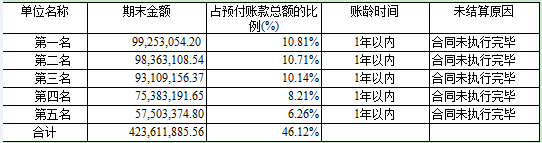 单位名称 期末金额 占预付账款总额的比例(%) 账龄时间 未结算原因
第一名 99,253,054.20 10.81% 1年以内 合同未执行完毕
第二名 98,363,108.54 10.71% 1年以内 合同未执行完毕
第三名 93,109,156.37 10.14% 1年以内 合同未执行完毕
第四名 75,383,191.65 8.21% 1年以内 合同未执行完毕
第五名 57,503,374.80 6.26% 1年以内 合同未执行完毕
合计 423,611,885.56 46.12%